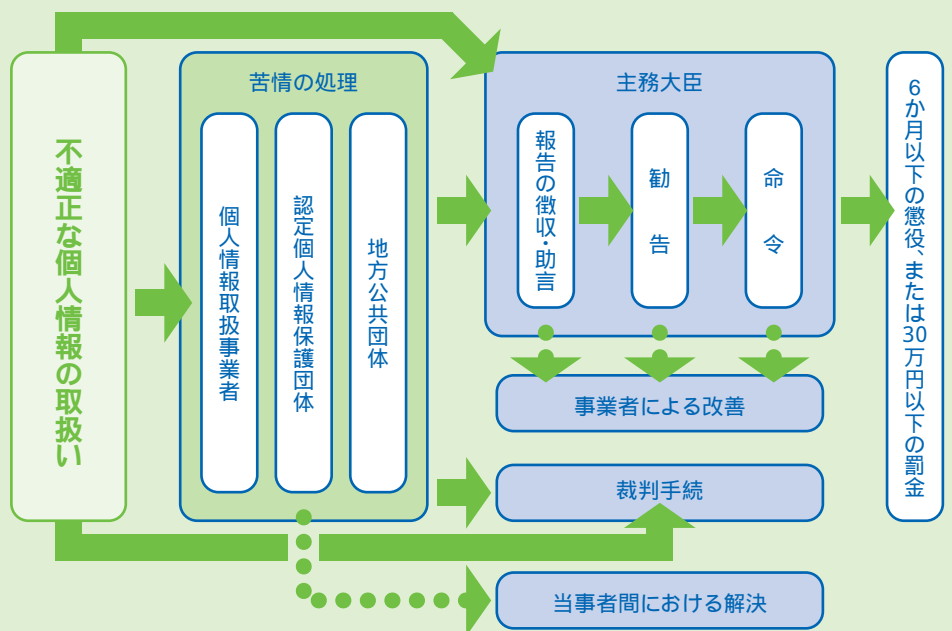 不適正な個人情報の取扱い
苦情の処理
個人情報取扱事業者
認定個人情報保護団体
地方公共団体
主務大臣
報告の徴収・助言
勧告
命令
事業者による改善
裁判手続
当事者間における解決
6か月以下の懲役、または30万円以下の罰金